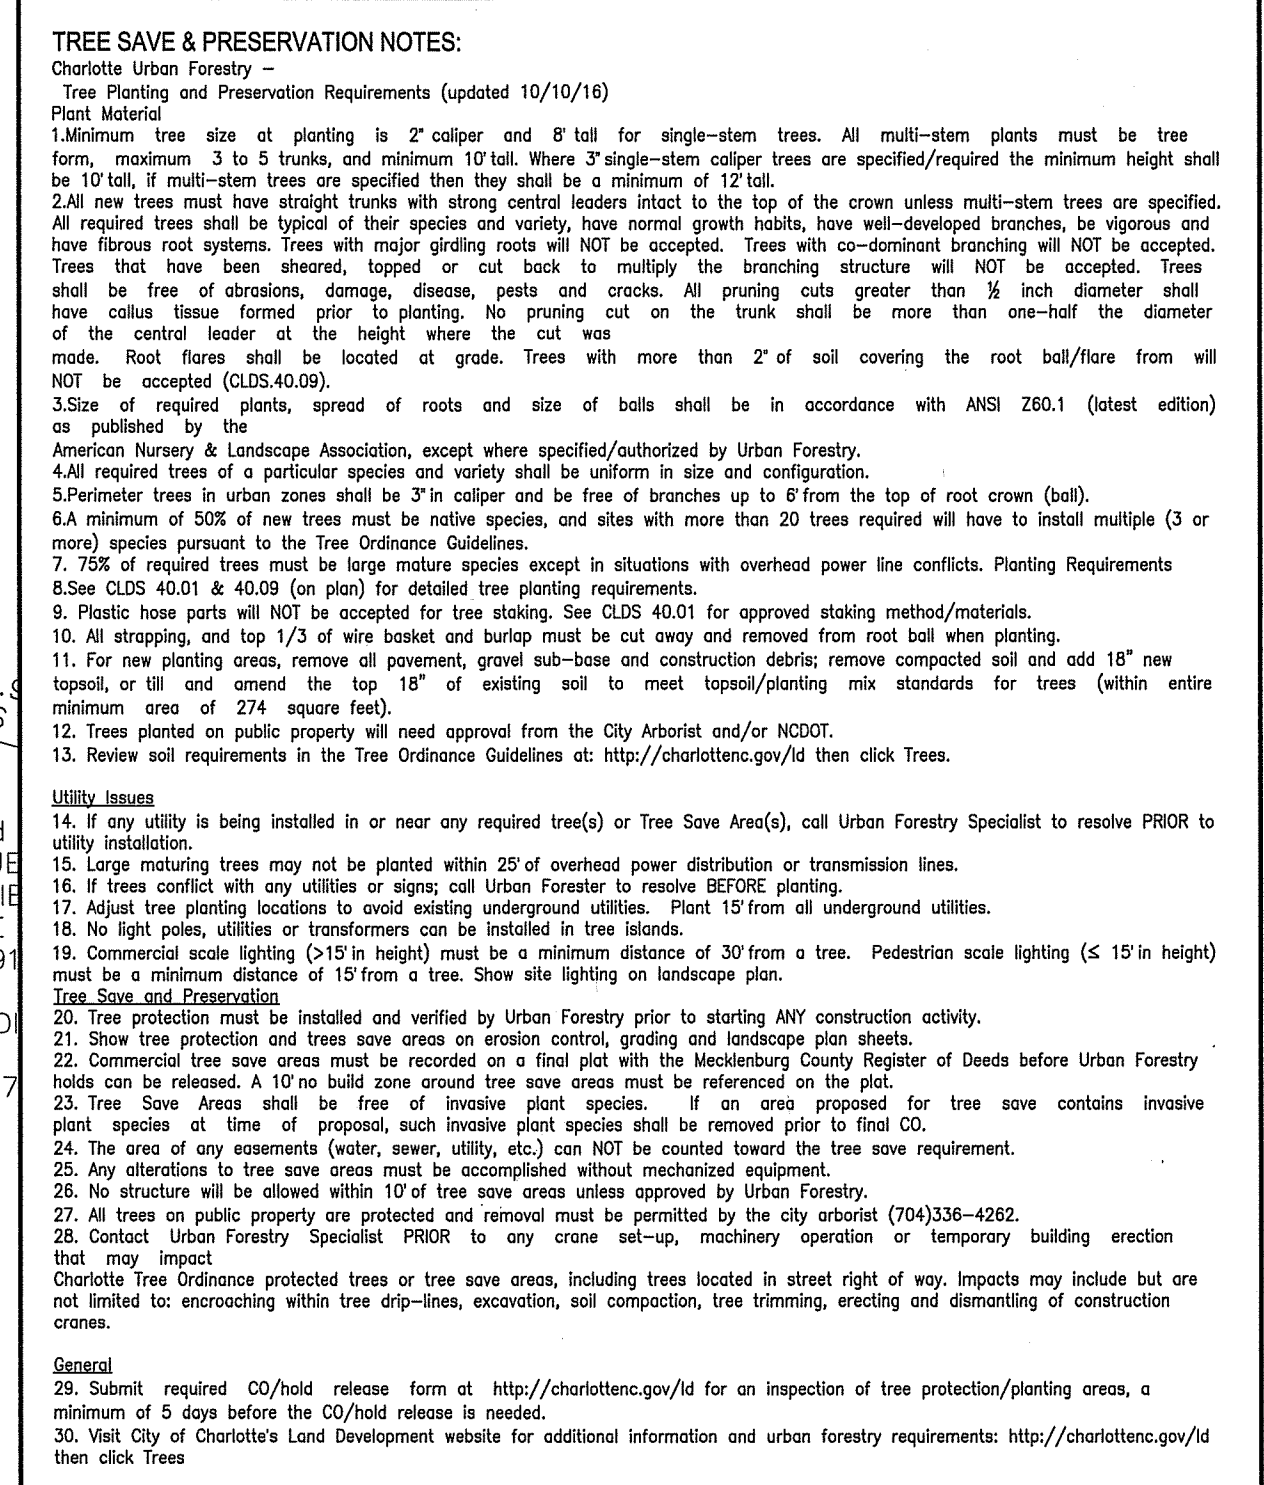 TREE SAVE & PRESERVATION NOTES:
Charlotte Urban Forestry –
Tree Planting and Preservation Requirements (updated 10/10/16)
Plant Material
1.Minimum tree size at planting is 2" caliper and 8' tall for single–stem trees. All multi–stem plants must be tree
form, maximum 3 to 5 trunks, and minimum 10' tall. Where 3" single–stem caliper trees are specified/required the minimum height shall
be 10' tall, if multi–stem trees are specified then they shall be a minimum of 12' tall.
2.All new trees must have straight trunks with strong central leaders intact to the top of the crown unless multi–stem trees are specified.
All required trees shall be typical of their species and variety, have normal growth habits, have well–developed branches, be vigorous and
have fibrous root systems. Trees with major girdling roots will NOT be accepted. Trees with co–dominant branching will NOT be accepted.
Trees that have been sheared, topped or cut back to multiply the branching structure will NOT be accepted. Trees
shall be free of abrasions, damage, disease, pests and cracks. All pruning cuts greater than ½ inch diameter shall
have callus tissue formed prior to planting. No pruning cut on the trunk shall be more than one–half the diameter
of the central leader at the height where the cut was
made. Root flares shall be located at grade. Trees with more than 2" of soil covering the root ball/flare from will
NOT be accepted (CLDS.40.09).
3.Size of required plants, spread of roots and size of balls shall be in accordance with ANSI Z60.1 (latest edition)
as published by the
American Nursery & Landscape Association, except where specified/authorized by Urban Forestry.
4.All required trees of a particular species and variety shall be uniform in size and configuration.
5.Perimeter trees in urban zones shall be 3" in caliper and be free of branches up to 6' from the top of root crown (ball).
6.A minimum of 50% of new trees must be native species, and sites with more than 20 trees required will have to install multiple (3 or
more) species pursuant to the Tree Ordinance Guidelines.
7. 75% of required trees must be large mature species except in situations with overhead power line conflicts. Planting Requirements
8.See CLDS 40.01 & 40.09 (on plan) for detailed tree planting requirements.
9. Plastic hose parts will NOT be accepted for tree staking. See CLDS 40.01 for approved staking method/materials.
10. All strapping, and top 1/3 of wire basket and burlap must be cut away and removed from root ball when planting.
11. For new planting areas, remove all pavement, gravel sub–base and construction debris; remove compacted soil and add 18" new
topsoil, or till and amend the top 18" of existing soil to meet topsoil/planting mix standards for trees (within entire
minimum area of 274 square feet).
12. Trees planted on public property will need approval from the City Arborist and/or NCDOT.
13. Review soil requirements in the Tree Ordinance Guidelines at: http://charlottenc.gov/ld then click Trees.
Utility Issues
14. If any utility is being installed in or near any required tree(s) or Tree Save Area(s), call Urban Forestry Specialist to resolve PRIOR to
utility installation.
15. Large maturing trees may not be planted within 25' of overhead power distribution or transmission lines.
16. If trees conflict with any utilities or signs; call Urban Forester to resolve BEFORE planting.
17. Adjust tree planting locations to avoid existing underground utilities. Plant 15' from all underground utilities.
18. No light poles, utilities or transformers can be installed in tree islands.
19. Commercial scale lighting (>15' in height) must be a minimum distance of 30' from a tree. Pedestrian scale lighting (≤ 15' in height)
must be a minimum distance of 15' from a tree. Show site lighting on landscape plan.
Tree Save and Preservation
20. Tree protection must be installed and verified by Urban Forestry prior to starting ANY construction activity.
21. Show tree protection and trees save areas on erosion control, grading and landscape plan sheets.
22. Commercial tree save areas must be recorded on a final plat with the Mecklenburg County Register of Deeds before Urban Forestry
holds can be released. A 10' no build zone around tree save areas must be referenced on the plat.
23. Tree Save Areas shall be free of invasive plant species. If an area proposed for tree save contains invasive
plant species at time of proposal, such invasive plant species shall be removed prior to final CO.
24. The area of any easements (water, sewer, utility, etc.) can NOT be counted toward the tree save requirement.
25. Any alterations to tree save areas must be accomplished without mechanized equipment.
26. No structure will be allowed within 10' of tree save areas unless approved by Urban Forestry.
27. All trees on public property are protected and removal must be permitted by the city arborist (704)336–4262.
28. Contact Urban Forestry Specialist PRIOR to any crane set–up, machinery operation or temporary building erection
that may impact
Charlotte Tree Ordinance protected trees or tree save areas, including trees located in street right of way. Impacts may include but are
not limited to: encroaching within tree drip–lines, excavation, soil compaction, tree trimming, erecting and dismantling of construction
cranes.
General
29. Submit required CO/hold release form at http://charlottenc.gov/ld for an inspection of tree protection/planting areas, a
minimum of 5 days before the CO/hold release is needed.
30. Visit City of Charlotte's Land Development website for additional information and urban forestry requirements: http://charlottenc.gov/ld
then click Trees